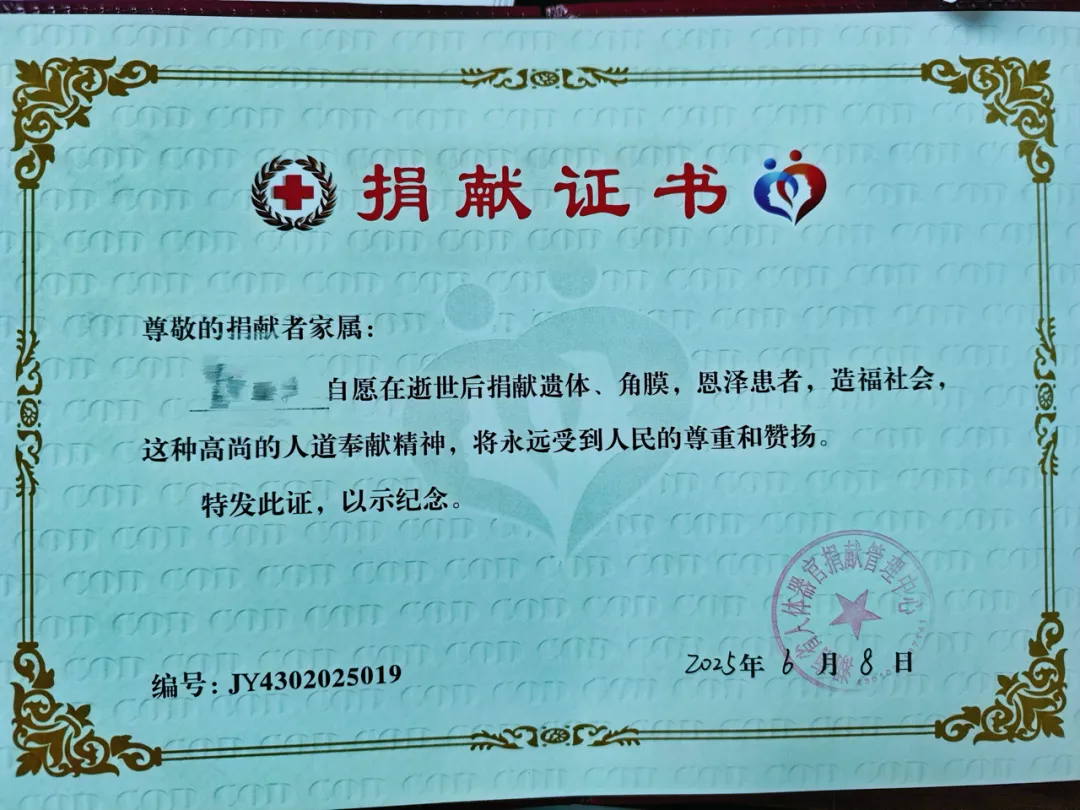 捐献证书
尊敬的捐献者家属：
自愿在逝世后捐献遗体、角膜，恩泽患者，造福社会，
这种高尚的人道奉献精神，将永远受到人民的尊重和赞扬。
特发此证，以示纪念。
省人体器官捐献管理中心
编号：JY4302025019
2025年 6 月 8 日